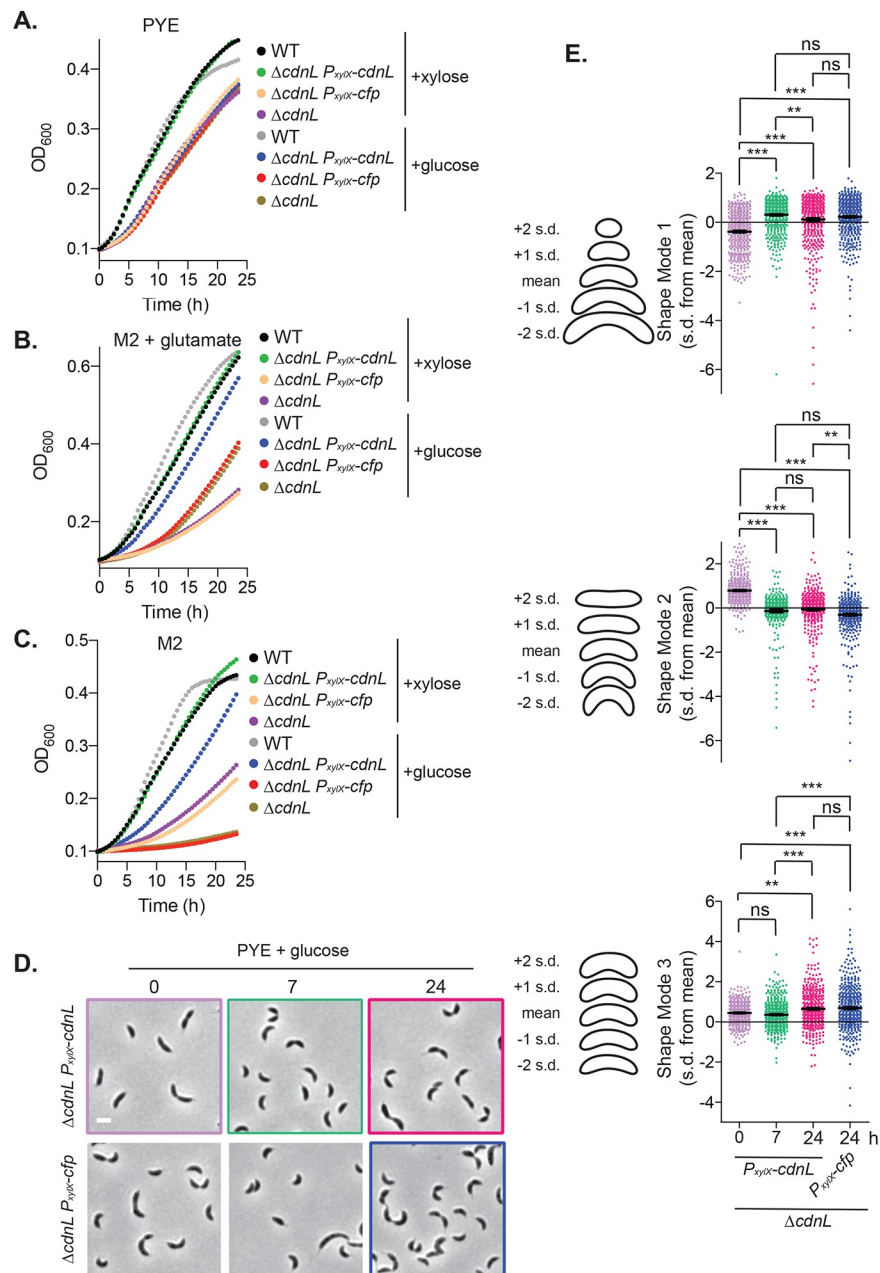 A.
PYE
OD600
0.4
0.3
0.2
0.1
0 5 10 15 20 25
Time (h)
WT
ΔcdnL PxylX-cdnL
ΔcdnL PxylX-cfp
ΔcdnL
+xylose
WT
ΔcdnL PxylX-cdnL
ΔcdnL PxylX-cfp
ΔcdnL
+glucose
B.
M2 + glutamate
OD600
0.6
0.4
0.2
0 5 10 15 20 25
Time (h)
WT
ΔcdnL PxylX-cdnL
ΔcdnL PxylX-cfp
ΔcdnL
+xylose
WT
ΔcdnL PxylX-cdnL
ΔcdnL PxylX-cfp
ΔcdnL
+glucose
C.
M2
OD600
0.5
0.4
0.3
0.2
0.1
0 5 10 15 20 25
Time (h)
WT
ΔcdnL PxylX-cdnL
ΔcdnL PxylX-cfp
ΔcdnL
+xylose
WT
ΔcdnL PxylX-cdnL
ΔcdnL PxylX-cfp
ΔcdnL
+glucose
D.
PYE + glucose
0 7 24
ΔcdnL PxylX-cdnL
ΔcdnL PxylX-cfp
E.
ns
ns
***
**
***
***
+2 s.d.
+1 s.d.
mean
-1 s.d.
-2 s.d.
Shape Mode 1
(s.d. from mean)
2
0
-2
-4
-6
ns
**
***
ns
***
***
+2 s.d.
+1 s.d.
mean
-1 s.d.
-2 s.d.
Shape Mode 2
(s.d. from mean)
2
0
-2
-4
-6
***
ns
***
***
**
ns
+2 s.d.
+1 s.d.
mean
-1 s.d.
-2 s.d.
Shape Mode 3
(s.d. from mean)
6
4
2
0
-2
-4
0 7 24 24 h
PxylX-cdnL
PxylX-cfp
ΔcdnL